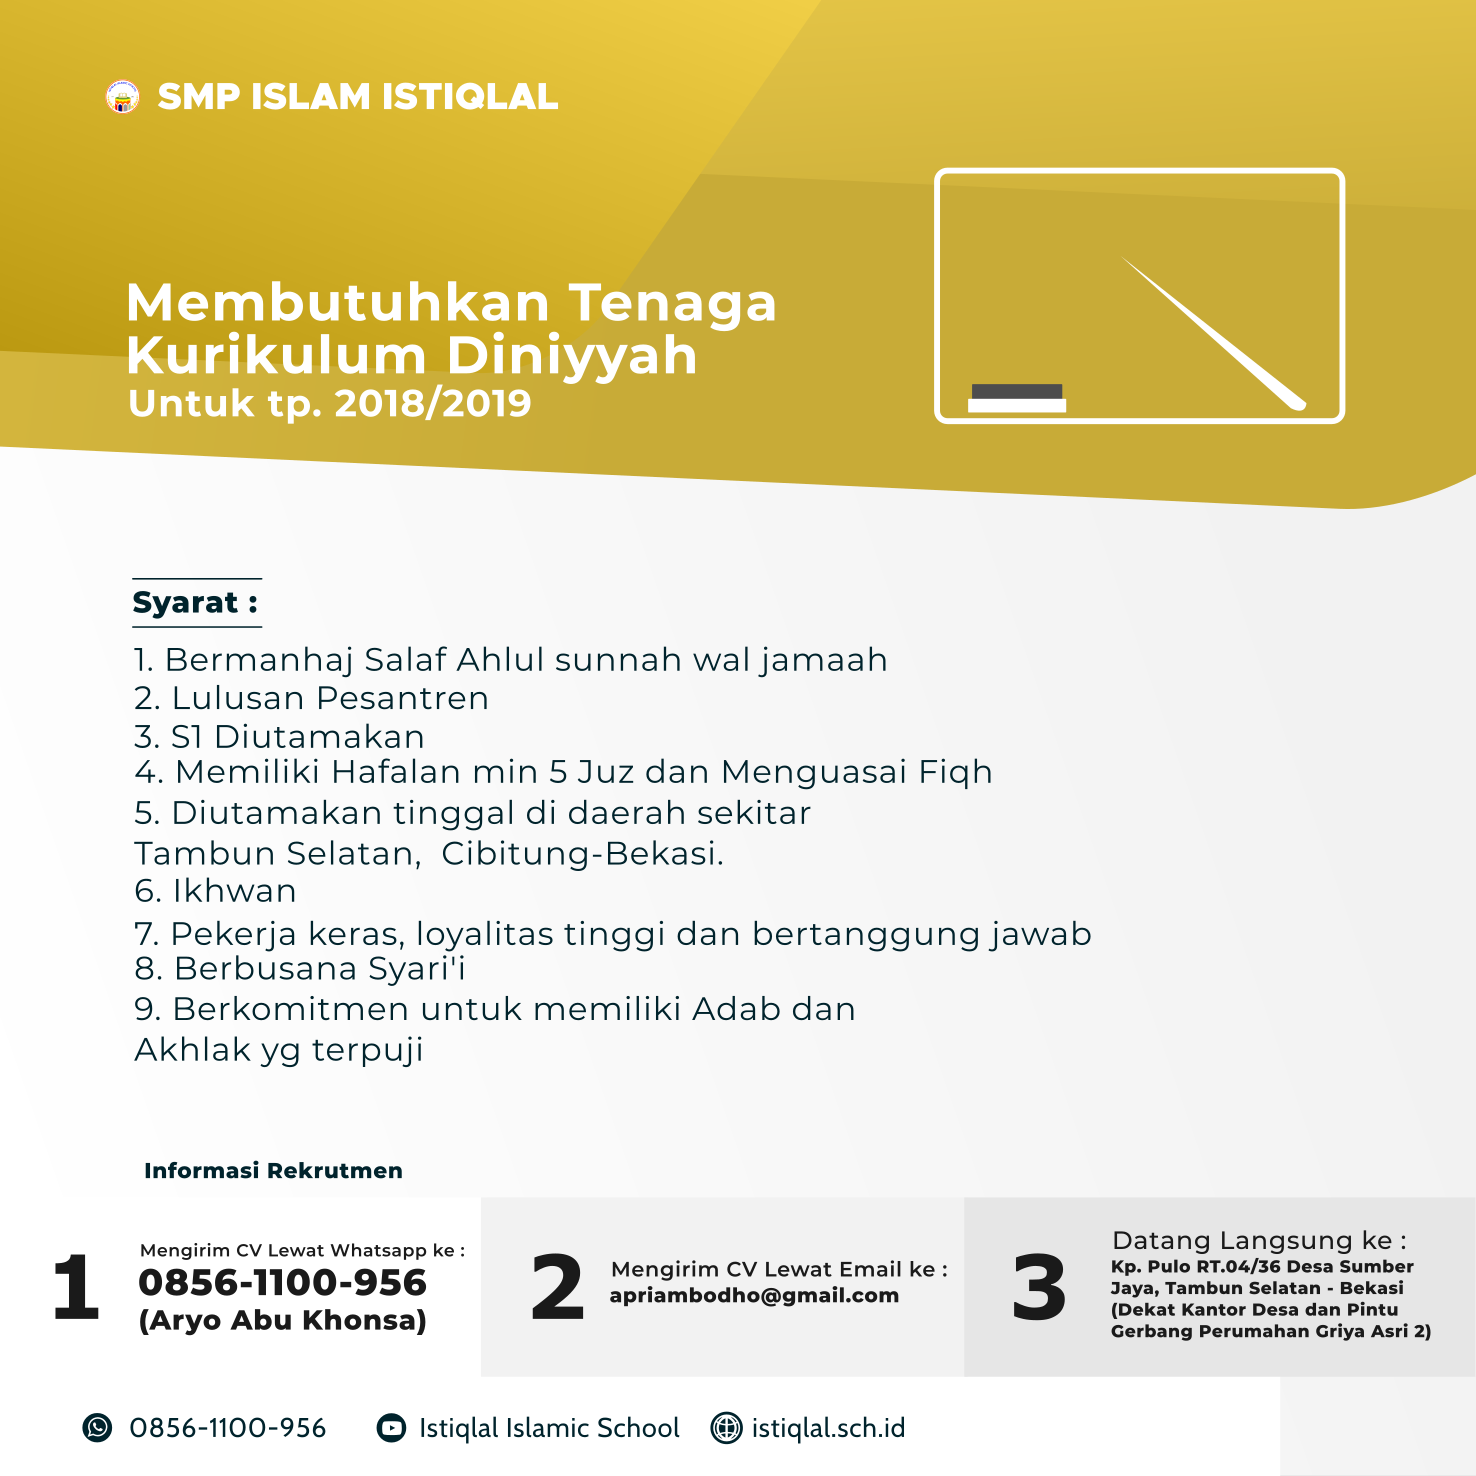 SMP ISLAM ISTIQLAL
Membutuhkan Tenaga
Kurikulum Diniyyah
Untuk tp. 2018/2019
Syarat :
1. Bermanhaj Salaf Ahlul sunnah wal jamaah
2. Lulusan Pesantren
3. S1 Diutamakan
4. Memiliki Hafalan min 5 Juz dan Menguasai Fiqh
5. Diutamakan tinggal di daerah sekitar
Tambun Selatan,  Cibitung-Bekasi.
6. Ikhwan
7. Pekerja keras, loyalitas tinggi dan bertanggung jawab
8. Berbusana Syari'i
9. Berkomitmen untuk memiliki Adab dan
Akhlak yg terpuji
Informasi Rekrutmen
1
Mengirim CV Lewat Whatsapp ke :
0856-1100-956
(Aryo Abu Khonsa)
2
Mengirim CV Lewat Email ke :
apriambodho@gmail.com
3
Datang Langsung ke :
Kp. Pulo RT.04/36 Desa Sumber
Jaya, Tambun Selatan - Bekasi
(Dekat Kantor Desa dan Pintu
Gerbang Perumahan Griya Asri 2)
0856-1100-956
Istiqlal Islamic School
istiqlal.sch.id